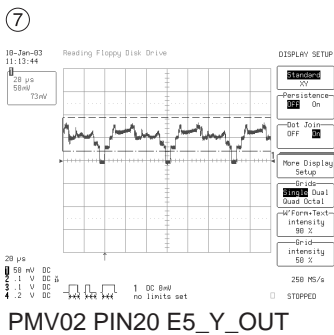 7
10-Jan-03
11:13:44
Reading Floppy Disk Drive
1
20 µs
50mV
73mV
DISPLAY SETUP
Standard
XY
Persistence
Off On
Dot Join
OFF On
More Display
Setup
Grids
Single Dual
Quad Octal
W'Form+Text
intensity
90 %
Grid
intensity
50 %
1
20 µs
1 50 mV DC
2 .1 V DC
3 .1 V DC
4 .2 V DC
1 DC 8mV
no limits set
250 MS/s
STOPPED
PMV02 PIN20 E5_Y_OUT